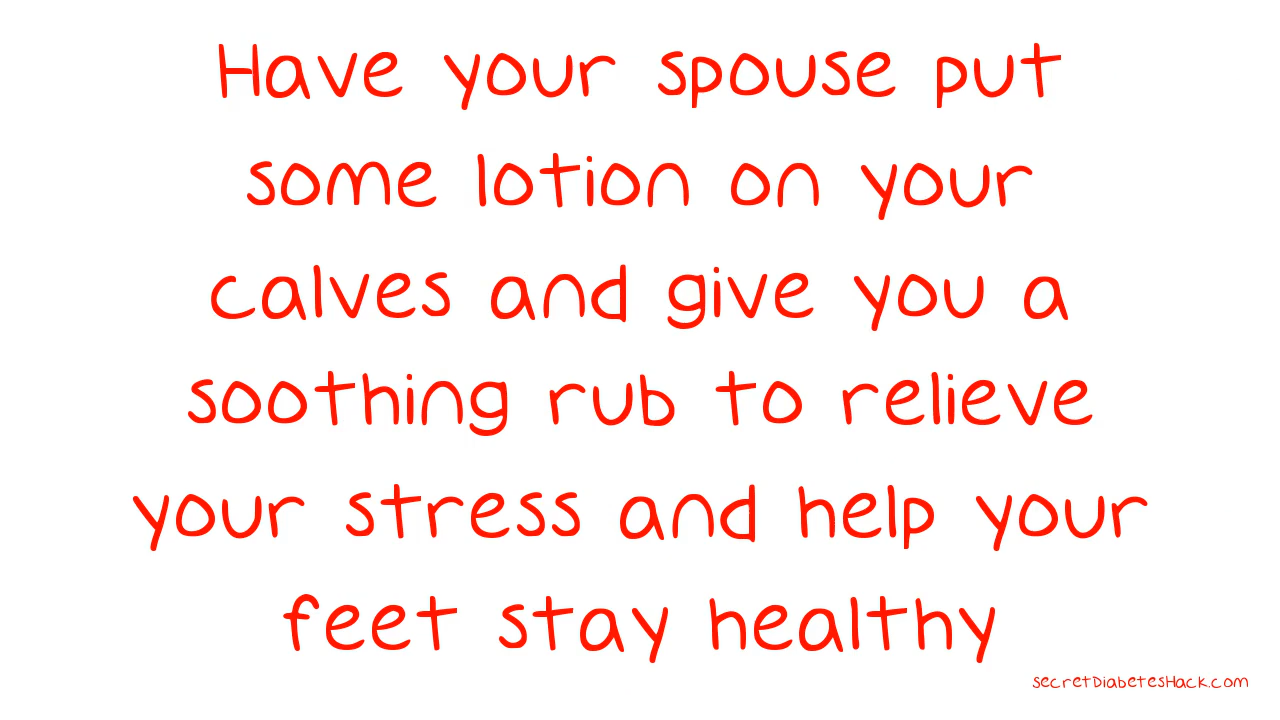 Have your spouse put
some lotion on your
calves and give you a
soothing rub to relieve
your stress and help your
feet stay healthy
secretDiabetesHack.com